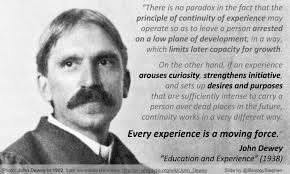 "There is no paradox in the fact that the
principle of continuity of experience may
operate so as to leave a person arrested
on a low plane of development, in a way,
which limits later capacity for growth.
On the other hand, if an experience
arouses curiosity, strengthens initiative,
and sets up desires and purposes
that are sufficiently intense to carry a
person over dead places in the future,
continuity works in a very different way.
Every experience is a moving force."
John Dewey
"Education and Experience" (1938)
Photo: John Dewey in 1902,
Slide by @BiologyStephen